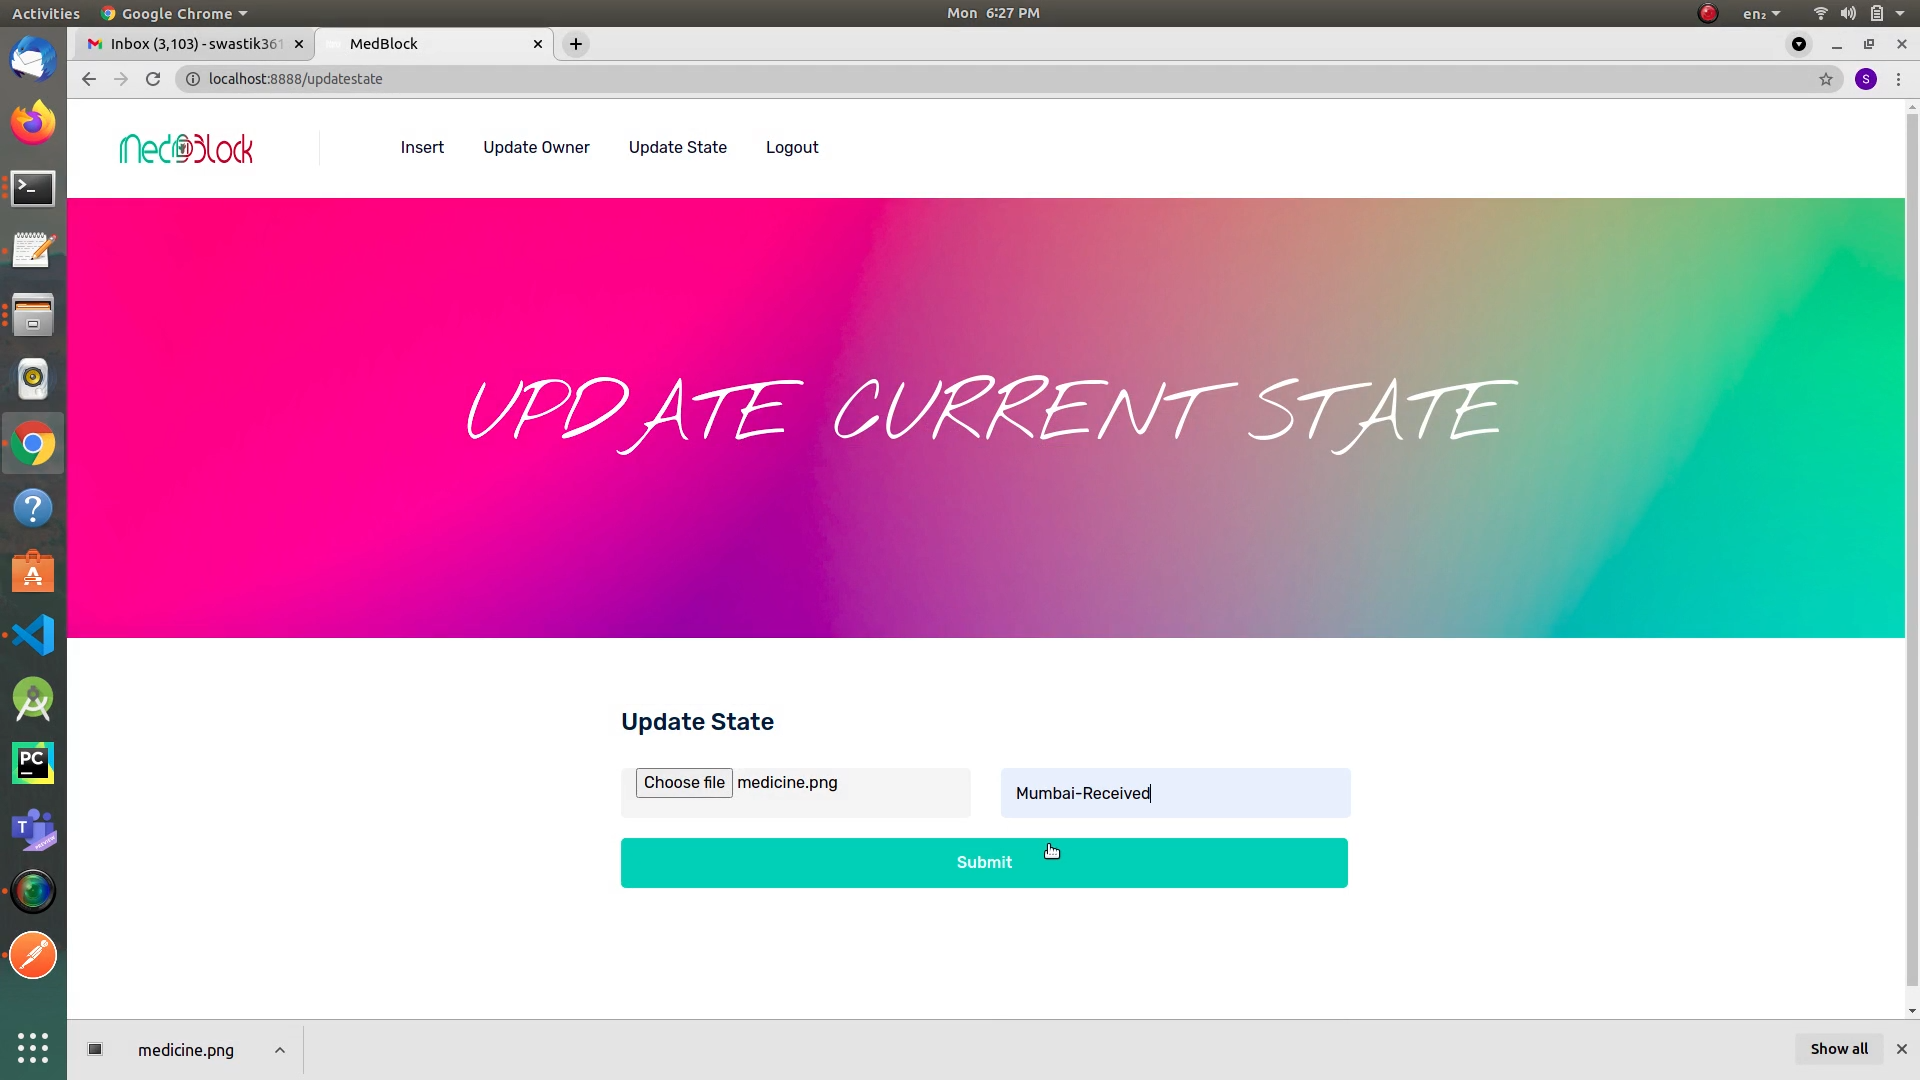 Activities
Google Chrome
Mon 6:27 PM
en₂
Inbox (3,103) - swastik361
MedBlock
localhost:8888/updatestate
S
MedBlock
Insert
Update Owner
Update State
Logout
UPDATE CURRENT STATE
Update State
Choose file medicine.png
Mumbai-Received
Submit
PC
T
medicine.png
Show all